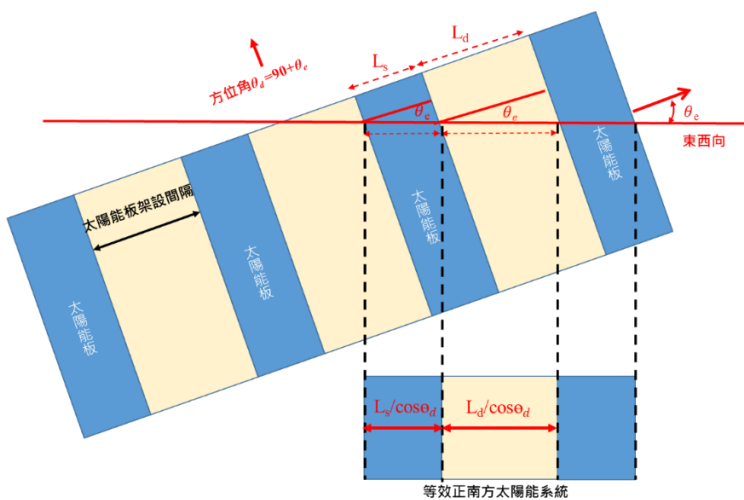 方位角θd=90+θe
Ls
Ld
θe
θe
θe
東西向
太陽能板架設間隔
太陽能板
太陽能板
太陽能板
太陽能板
Ls/cosθd
Ld/cosθd
等效正南方太陽能系統